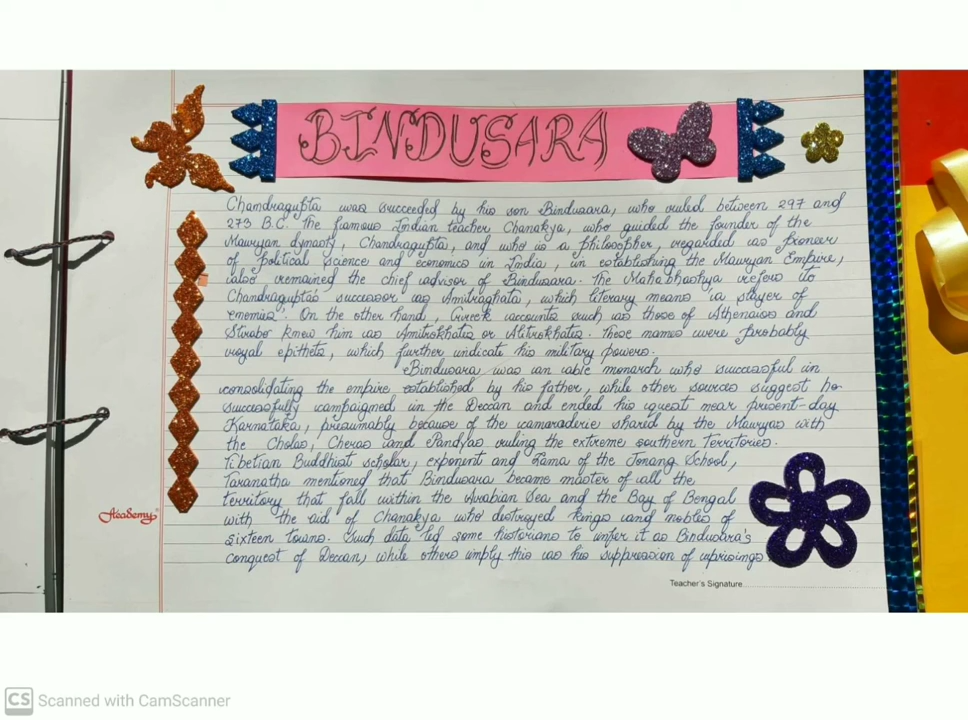 BINDUSARA
Chandragupta was succeeded by his son Bindusara, who ruled between 297 and
273 B.C. The famous Indian teacher Chanakya, who guided the founder of the
Mauryan dynasty, Chandragupta, and who is a philosopher, regarded as pioneer
of political science and economics in India, in establishing the Mauryan Empire,
also remained the chief advisor of Bindusara. The Mahabhashya refers to
Chandragupta's successor as Amitraghata, which literary means a slayer of
enemies. On the other hand, Greek accounts such as those of Athenaios and
Strabo knew him as Amitrokhates or Alitrokhates. These names were probably
royal epithets, which further indicate his military powers.
Bindusara was an able monarch who successful in
consolidating the empire established by his father, while other sources suggest he
successfully campaigned in the Deccan and ended his quest near present-day
Karnataka, prisumably because of the camaraderie shared by the Mauryas with
the Cholas, Cheras and Pandyas ruling the extreme southern territories.
Tibetian Buddhist scholar, exponent and Lama of the Jonang School,
Taranatha mentioned that Bindusara became master of all the
territory that fall within the Arabian Sea and the Bay of Bengal
with the aid of Chanakya who destroyed kings and nobles of
sixteen towns. Such data led some historians to infer it as Bindusara's
conquest of Deccan, while others imply this as his suppression of uprisings.
Academy
Teacher's Signature
CS Scanned with CamScanner